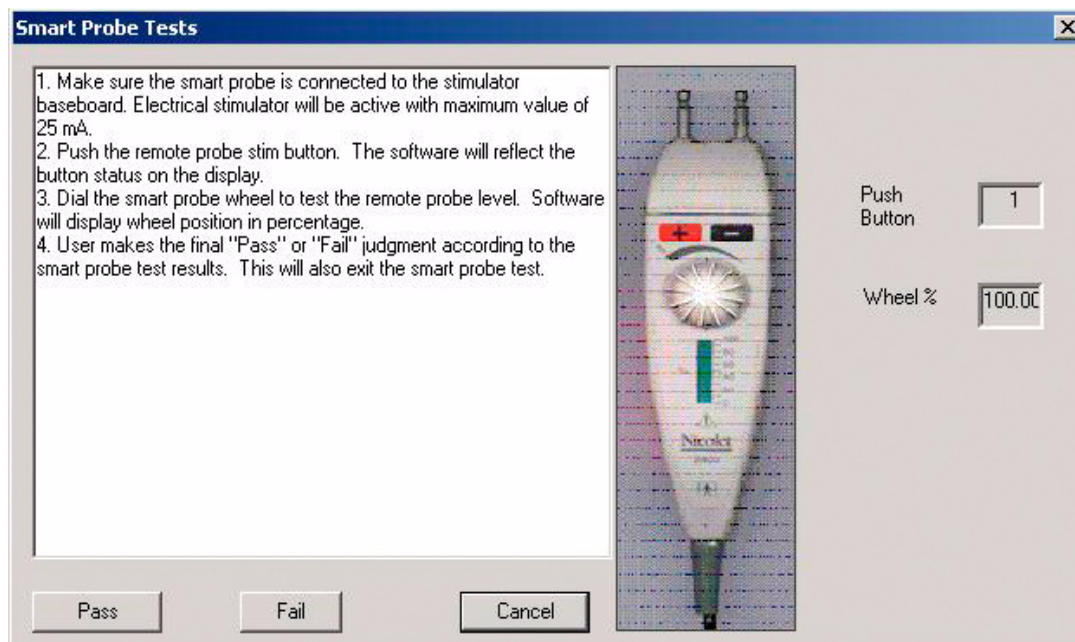 Smart Probe Tests
1. Make sure the smart probe is connected to the stimulator
baseboard. Electrical stimulator will be active with maximum value of
25 mA.
2. Push the remote probe stim button.  The software will reflect the
button status on the display.
3. Dial the smart probe wheel to test the remote probe level.  Software
will display wheel position in percentage.
4. User makes the final "Pass" or "Fail" judgment according to the
smart probe test results.  This will also exit the smart probe test.
+ -
Nicolet
Push
Button
1
Wheel %
100.00
Pass
Fail
Cancel